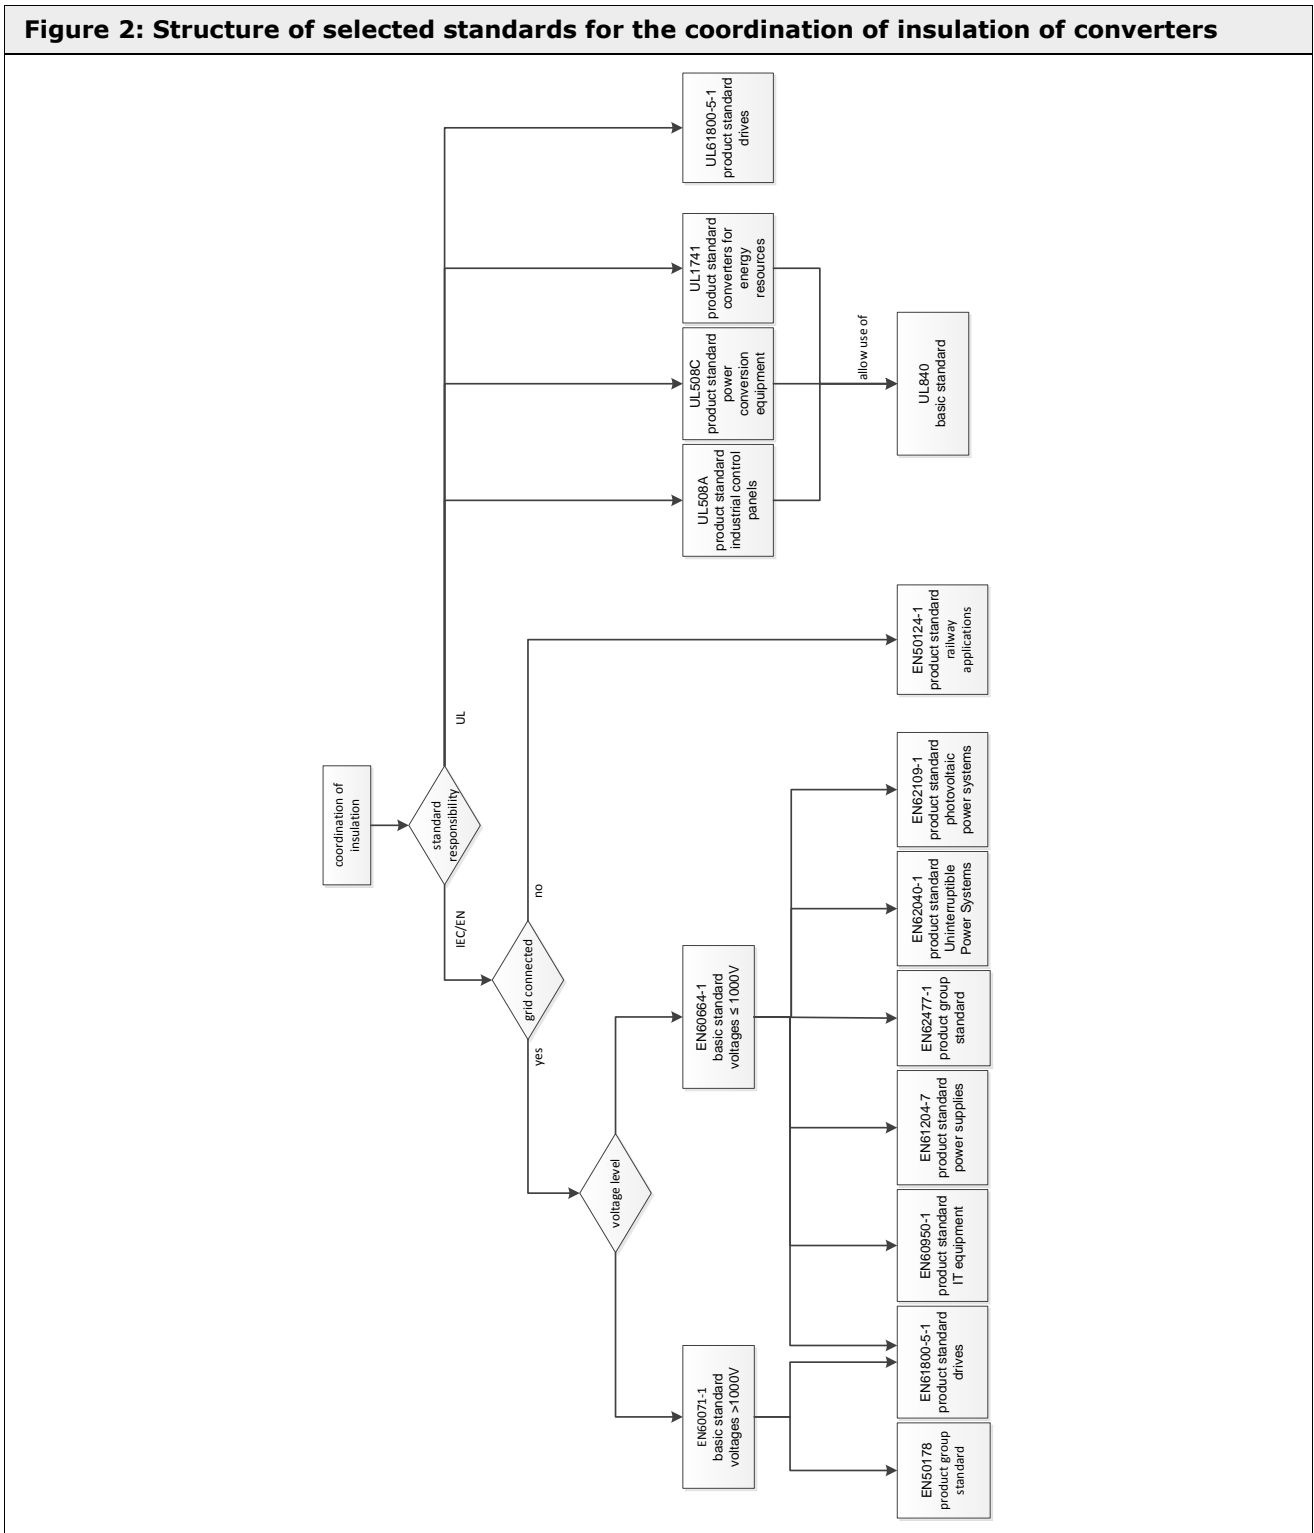 Figure 2: Structure of selected standards for the coordination of insulation of converters
coordination of
insulation
standard
responsibility
IEC/EN
UL
grid connected
yes
no
voltage level
EN60071-1
basic standard
voltages >1000V
EN60664-1
basic standard
voltages ≤ 1000V
UL508A
product standard
industrial control
panels
UL508C
product standard
power
conversion
equipment
UL1741
product standard
converters for
energy
resources
UL61800-5-1
product standard
drives
allow use of
EN50178
product group
standard
EN61800-5-1
product standard
drives
EN60950-1
product standard
IT equipment
EN61204-7
product standard
power supplies
EN62477-1
product group
standard
EN62040-1
product standard
Uninterruptible
Power Systems
EN62109-1
product standard
photovoltaic
power systems
EN50124-1
product standard
railway
applications
UL840
basic standard